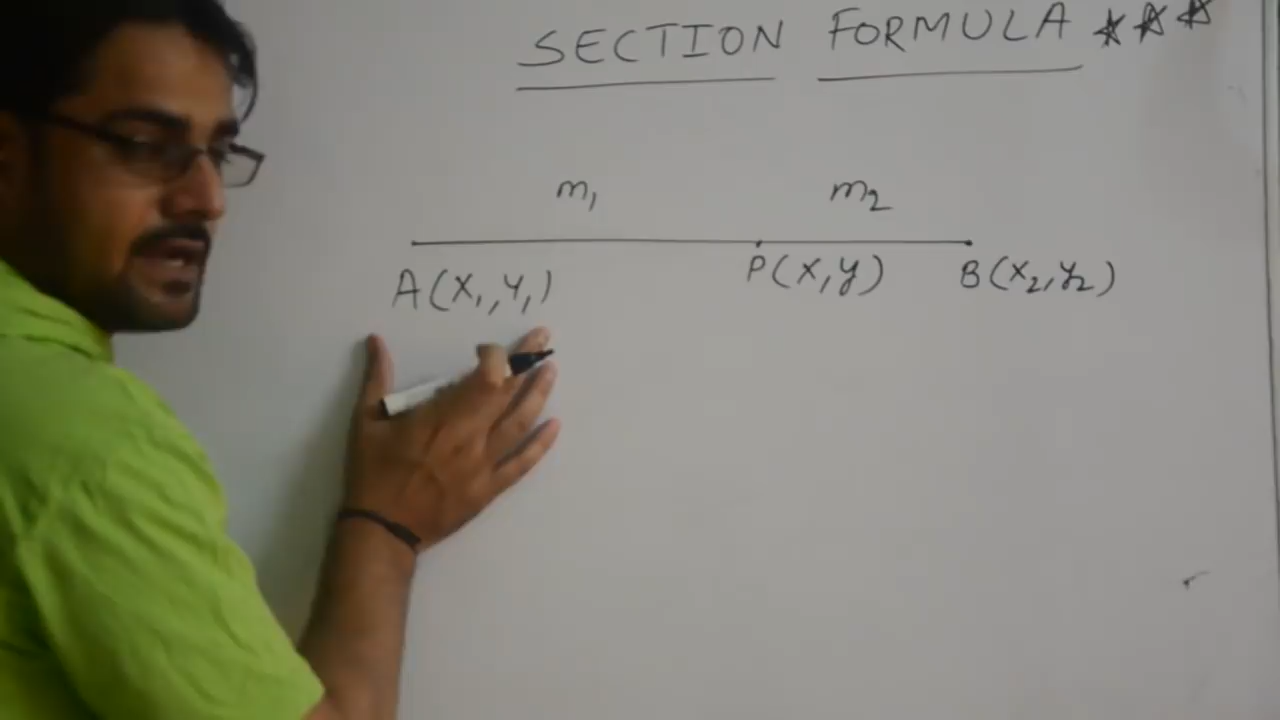 SECTION FORMULA ***
m₁ m₂
A(x₁,y₁) P(x,y) B(x₂,y₂)